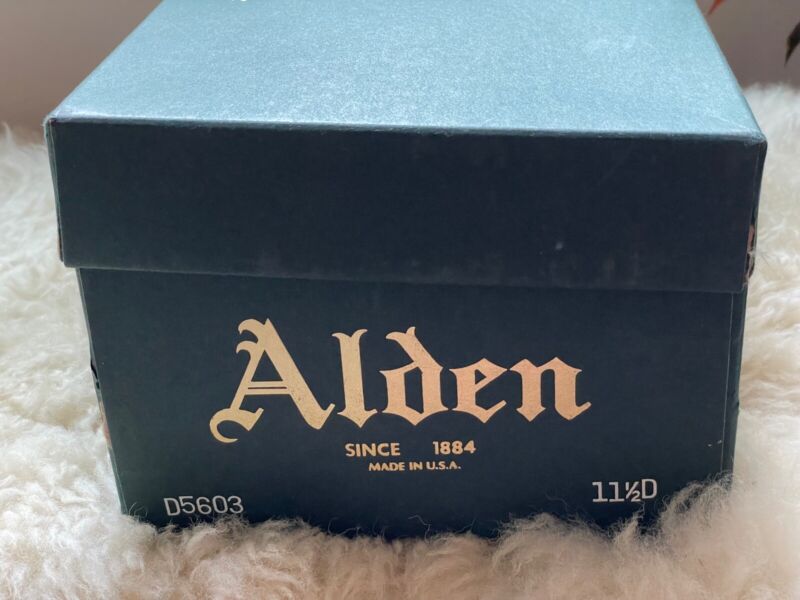 Alden
SINCE 1884
MADE IN U.S.A.
D5603 11½D